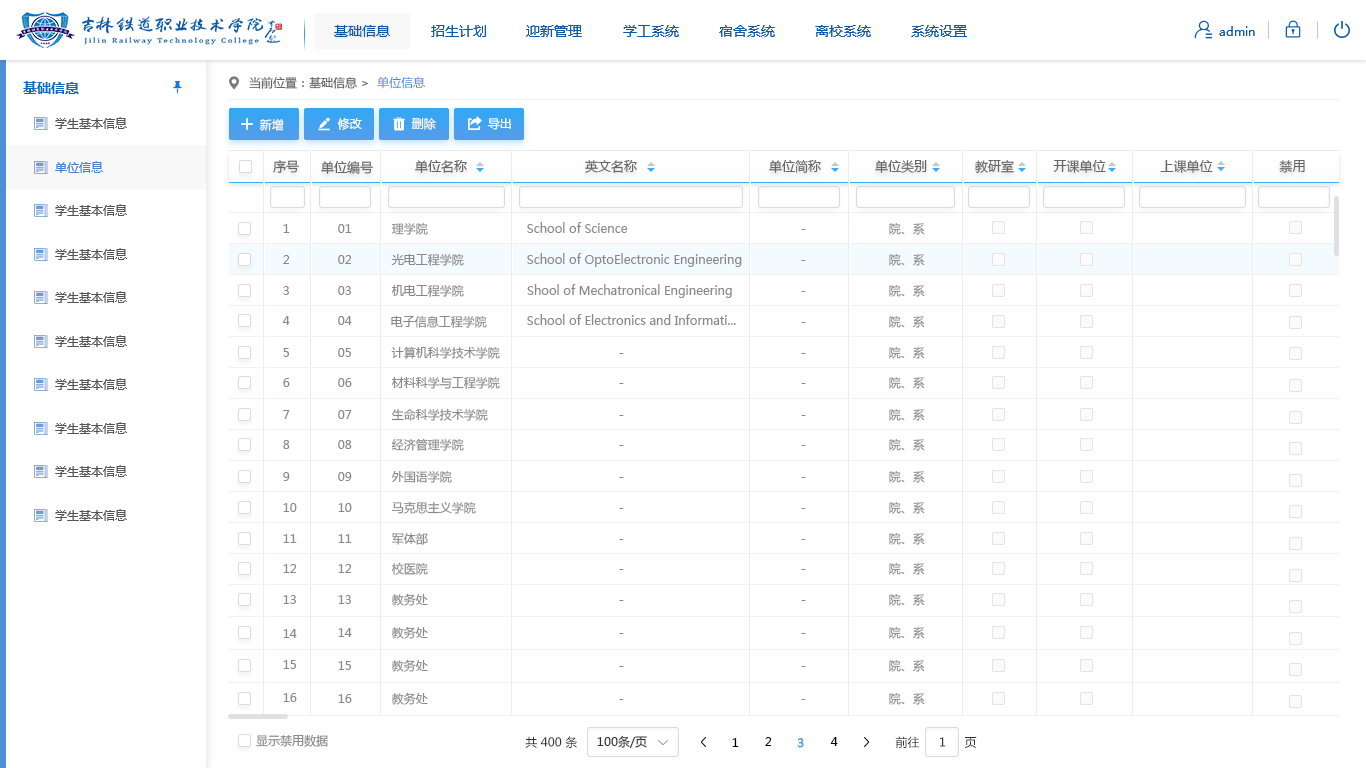 吉林铁道职业技术学院
Jilin Railway Technology College
基础信息 招生计划 迎新管理 学工系统 宿舍系统 离校系统 系统设置 admin
基础信息
学生基本信息
单位信息
学生基本信息
学生基本信息
学生基本信息
学生基本信息
学生基本信息
学生基本信息
学生基本信息
学生基本信息
当前位置：基础信息 > 单位信息
新增 修改 删除 导出
序号 单位编号 单位名称 英文名称 单位简称 单位类别 教研室 开课单位 上课单位 禁用
1 01 理学院 School of Science - 院、系
2 02 光电工程学院 School of OptoElectronic Engineering - 院、系
3 03 机电工程学院 Shool of Mechatronical Engineering - 院、系
4 04 电子信息工程学院 School of Electronics and Informati... - 院、系
5 05 计算机科学技术学院 - - 院、系
6 06 材料科学与工程学院 - - 院、系
7 07 生命科学技术学院 - - 院、系
8 08 经济管理学院 - - 院、系
9 09 外国语学院 - - 院、系
10 10 马克思主义学院 - - 院、系
11 11 军体部 - - 院、系
12 12 校医院 - - 院、系
13 13 教务处 - - 院、系
14 14 教务处 - - 院、系
15 15 教务处 - - 院、系
16 16 教务处 - - 院、系
显示禁用数据 共 400 条 100条/页 1 2 3 4 前往 1 页